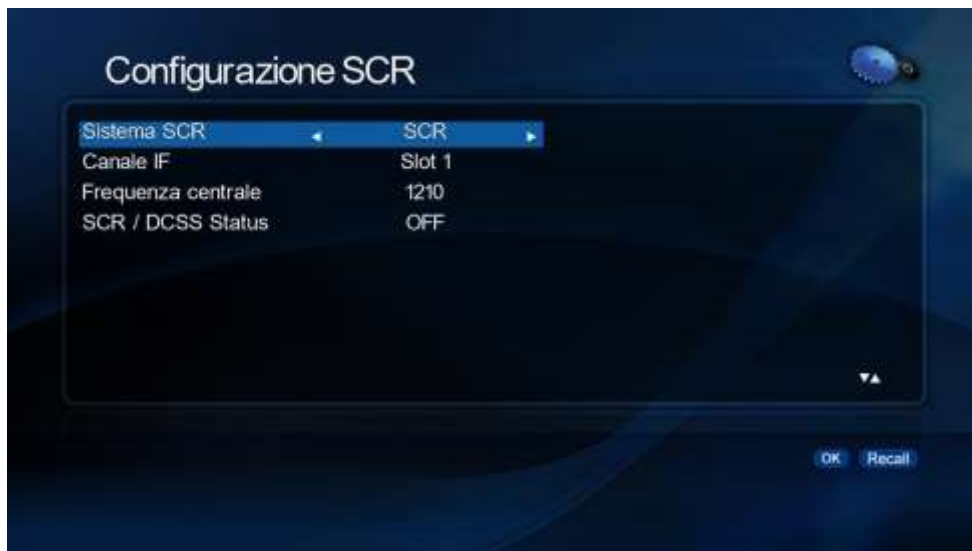 Configurazione SCR
Sistema SCR SCR
Canale IF Slot 1
Frequenza centrale 1210
SCR / DCSS Status OFF
OK Recall